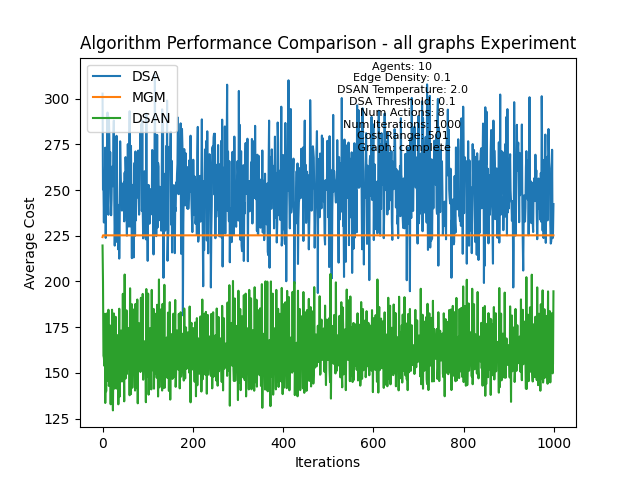 Algorithm Performance Comparison - all graphs Experiment
DSA
MGM
DSAN
Agents: 10
Edge Density: 0.1
DSAN Temperature: 2.0
DSA Threshold: 0.1
Num Actions: 8
Num Iterations: 1000
Cost Range: 501
Graph: complete
Average Cost
300
275
250
225
200
175
150
125
0
200
400
600
800
1000
Iterations